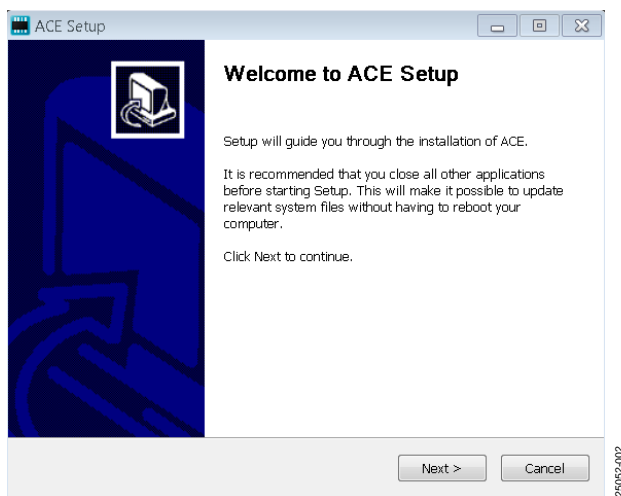 ACE Setup
Welcome to ACE Setup
Setup will guide you through the installation of ACE.
It is recommended that you close all other applications
before starting Setup. This will make it possible to update
relevant system files without having to reboot your
computer.
Click Next to continue.
Next >
Cancel
25052-002